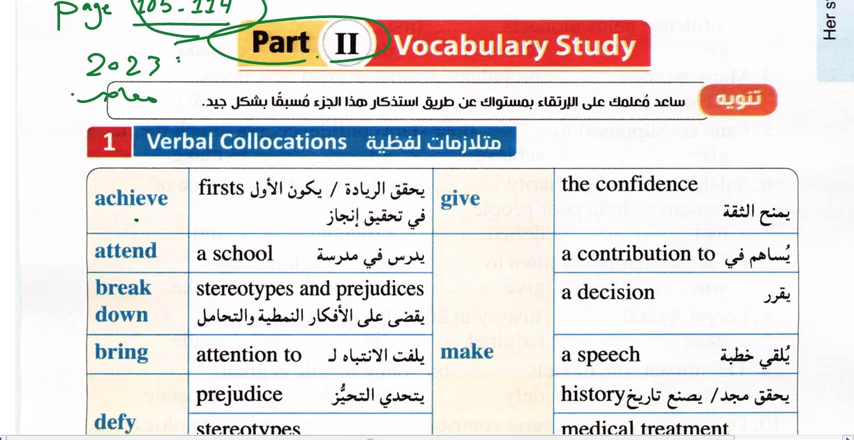 page (105-114)
Her s
Part II Vocabulary Study
2023:
تنويه ساعد مُعلمك على الإرتقاء بمستواك عن طريق استذكار هذا الجزء مُسبقًا بشكل جيد.
1 Verbal Collocations متلازمات لفظية
achieve
firsts يحقق الريادة / يكون الأول
في تحقيق إنجاز
give
the confidence
يمنح الثقة
attend
a school يدرس في مدرسة
a contribution to يُساهم في
break
down
stereotypes and prejudices
يقضى على الأفكار النمطية والتحامل
a decision يقرر
bring
attention to يلفت الانتباه لـ
make
a speech يُلقي خطبة
defy
prejudice يتحدي التحيُّز
history يحقق مجد/ يصنع تاريخ
stereotypes
medical treatment